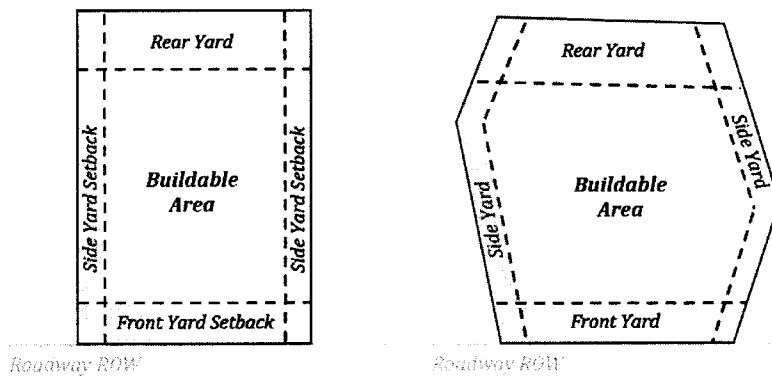 Rear Yard
Side Yard Setback
Buildable
Area
Side Yard Setback
Front Yard Setback
Roadway ROW
Rear Yard
Side Yard
Side Yard
Buildable
Area
Front Yard
Roadway ROW